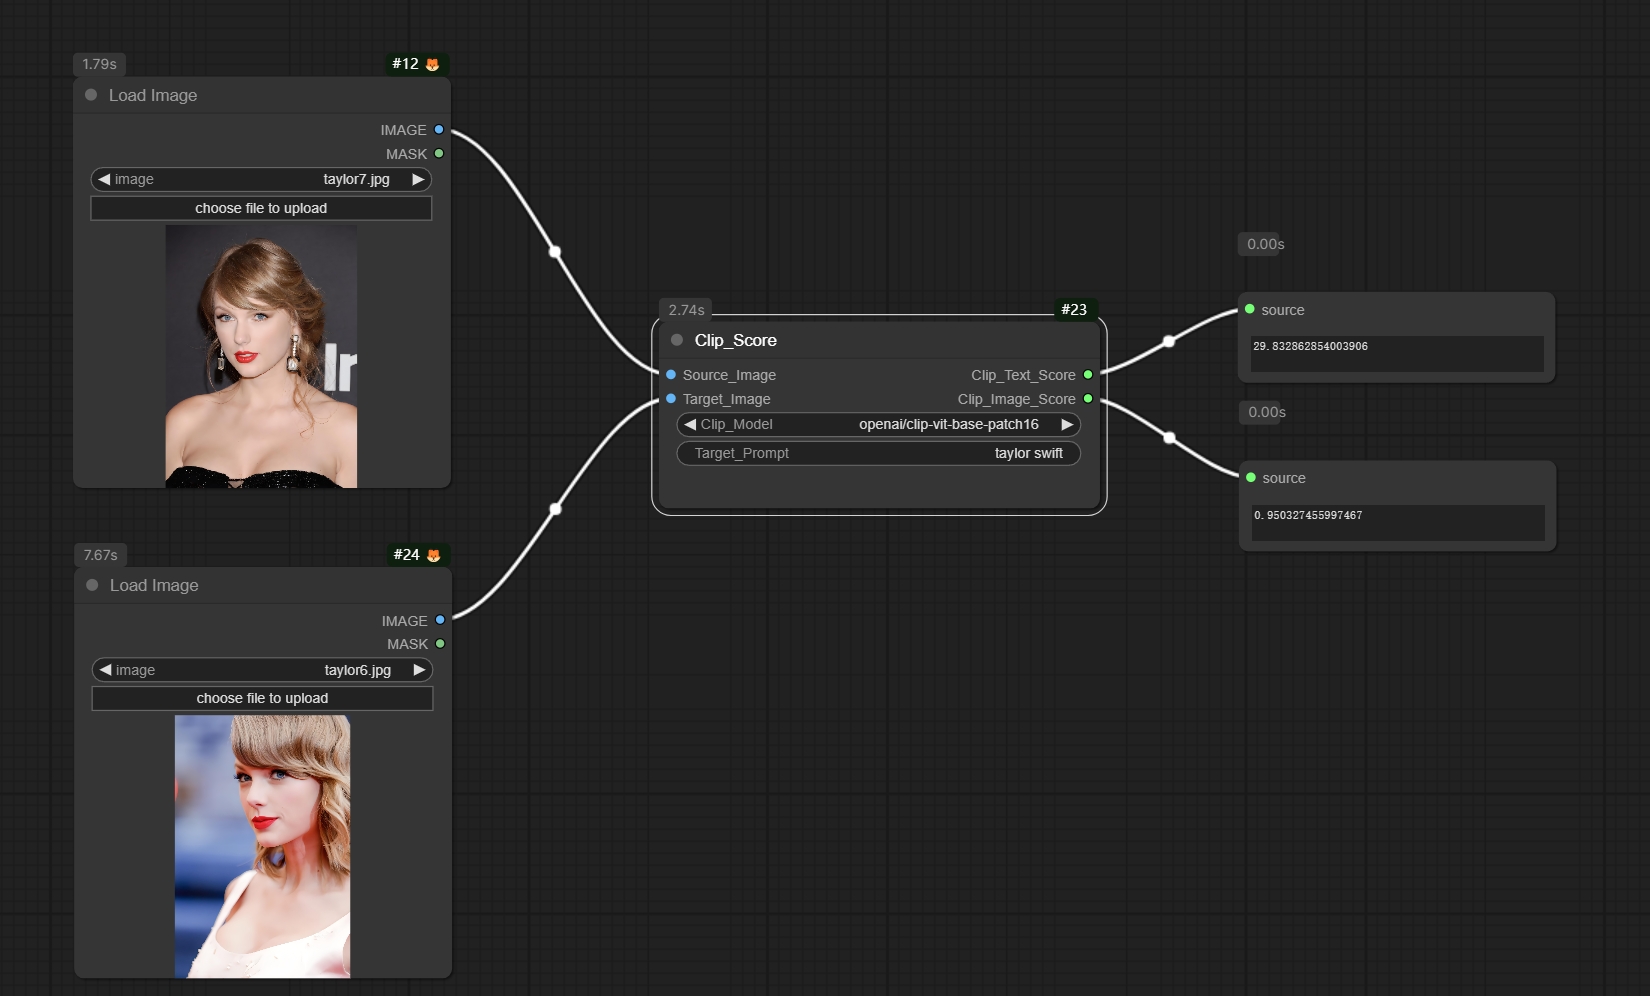 1.79s
#12
Load Image
IMAGE
MASK
image taylor7.jpg
choose file to upload
In
7.67s
#24
Load Image
IMAGE
MASK
image taylor6.jpg
choose file to upload
2.74s
#23
Clip_Score
Source_Image Clip_Text_Score
Target_Image Clip_Image_Score
Clip_Model openai/clip-vit-base-patch16
Target_Prompt taylor swift
0.00s
source
29.832862854003906
0.00s
source
0.950327455997467